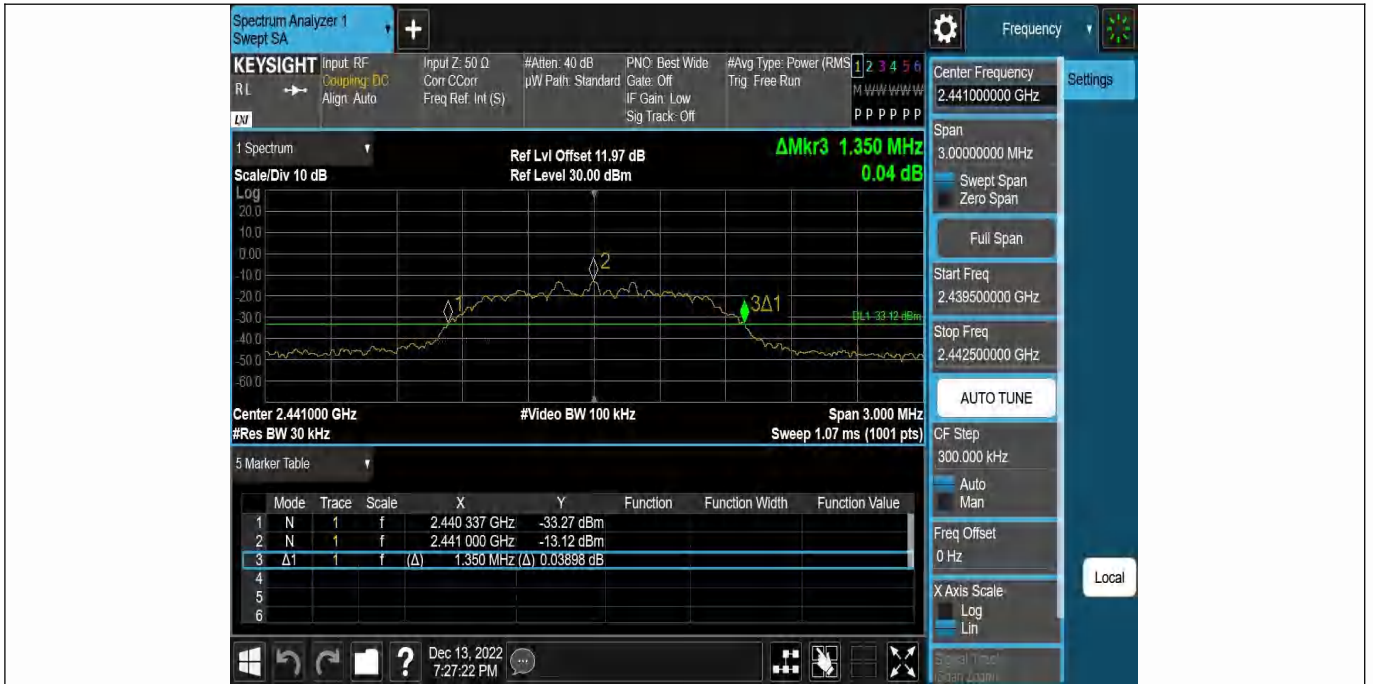 Spectrum Analyzer 1
Swept SA
+
Frequency
KEYSIGHT
RL
Input: RF
Coupling: DC
Align: Auto
Input Z: 50 Ω
Corr CCorr
Freq Ref: Int (S)
#Atten: 40 dB
µW Path: Standard
PNO: Best Wide
Gate: Off
IF Gain: Low
Sig Track: Off
#Avg Type: Power (RMS
Trig: Free Run
1 2 3 4 5 6
M W W W W W
P P P P P P
LXI
1 Spectrum
Scale/Div 10 dB
Ref Lvl Offset 11.97 dB
Ref Level 30.00 dBm
ΔMkr3 1.350 MHz
0.04 dB
Log
20.0
10.0
0.00
-10.0
-20.0
-30.0
-40.0
-50.0
-60.0
2
1
3Δ1
DL1 -33.12 dBm
Center 2.441000 GHz
#Video BW 100 kHz
Span 3.000 MHz
#Res BW 30 kHz
Sweep 1.07 ms (1001 pts)
5 Marker Table
Mode Trace Scale X Y Function Function Width Function Value
1 N 1 f 2.440 337 GHz -33.27 dBm
2 N 1 f 2.441 000 GHz -13.12 dBm
3 Δ1 1 f (Δ) 1.350 MHz (Δ) 0.03898 dB
4
5
6
?
Dec 13, 2022
7:27:22 PM
Center Frequency
2.441000000 GHz
Settings
Span
3.00000000 MHz
Swept Span
Zero Span
Full Span
Start Freq
2.439500000 GHz
Stop Freq
2.442500000 GHz
AUTO TUNE
CF Step
300.000 kHz
Auto
Man
Freq Offset
0 Hz
X Axis Scale
Log
Lin
Local
Signal Track
(Span Zoom)